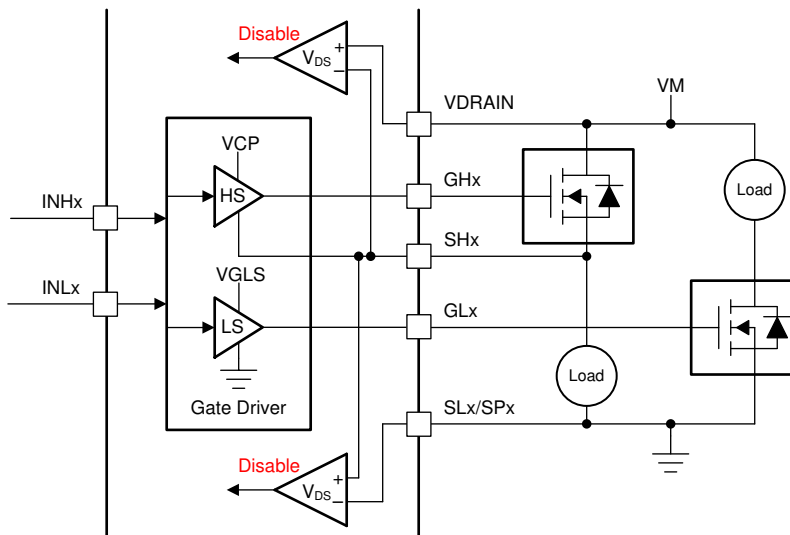 Disable
VDS
+
−
VDRAIN
VM
VCP
HS
GHx
Load
INHx
SHx
VGLS
INLx
LS
GLx
Load
Gate Driver
SLx/SPx
Disable
VDS
+
−